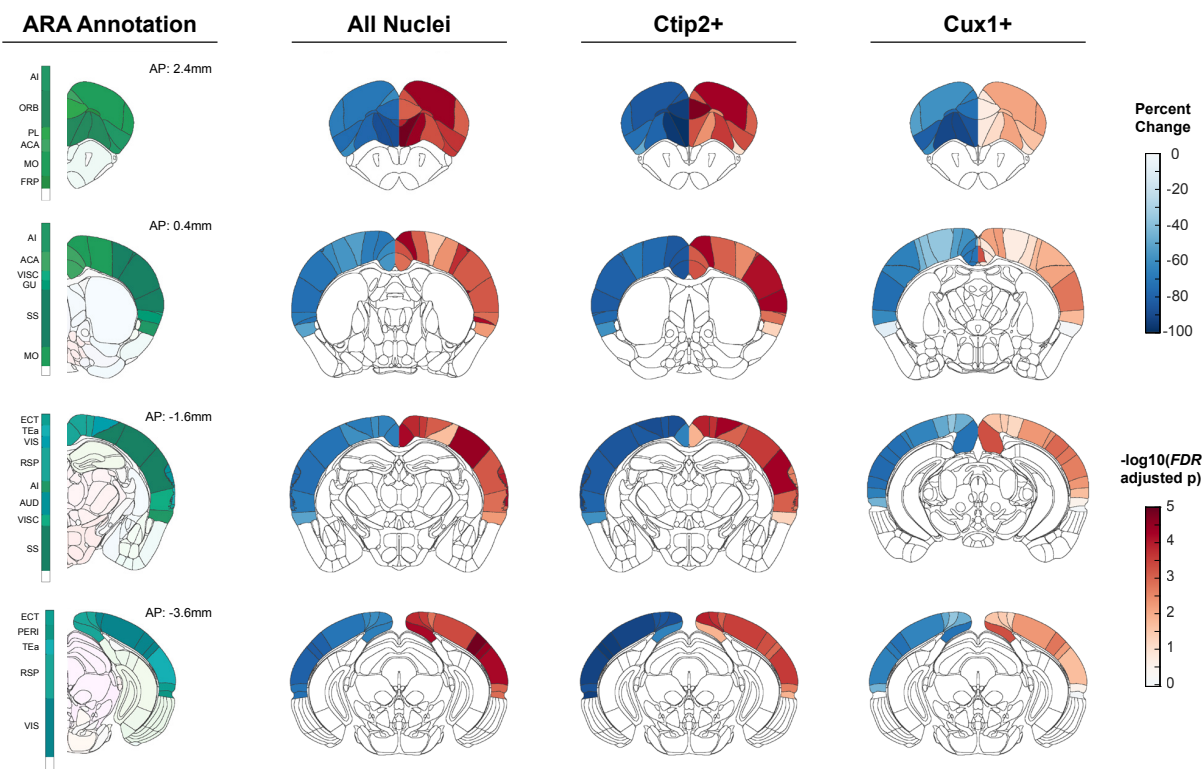 ARA Annotation
All Nuclei
Ctip2+
Cux1+
AP: 2.4mm
AI
ORB
PL
ACA
MO
FRP
AP: 0.4mm
AI
ACA
VISC
GU
SS
MO
AP: -1.6mm
ECT
TEa
VIS
RSP
AI
AUD
VISC
SS
AP: -3.6mm
ECT
PERI
TEa
RSP
VIS
Percent
Change
0
-20
-40
-60
-80
-100
-log10(FDR
adjusted p)
5
4
3
2
1
0